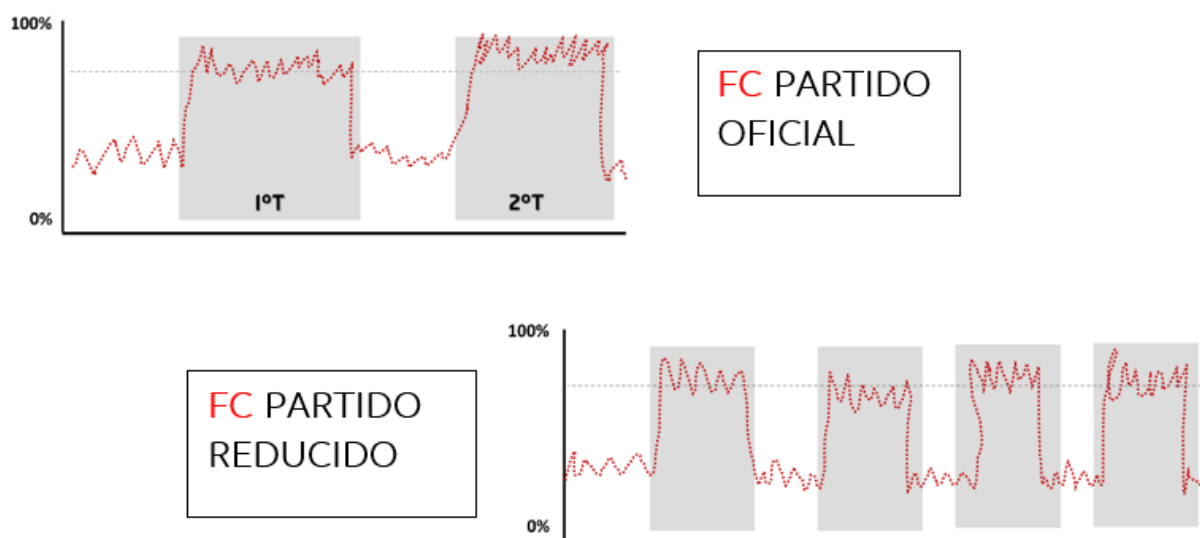 100%
0%
1ºT
2ºT
FC PARTIDO
OFICIAL
FC PARTIDO
REDUCIDO
100%
0%